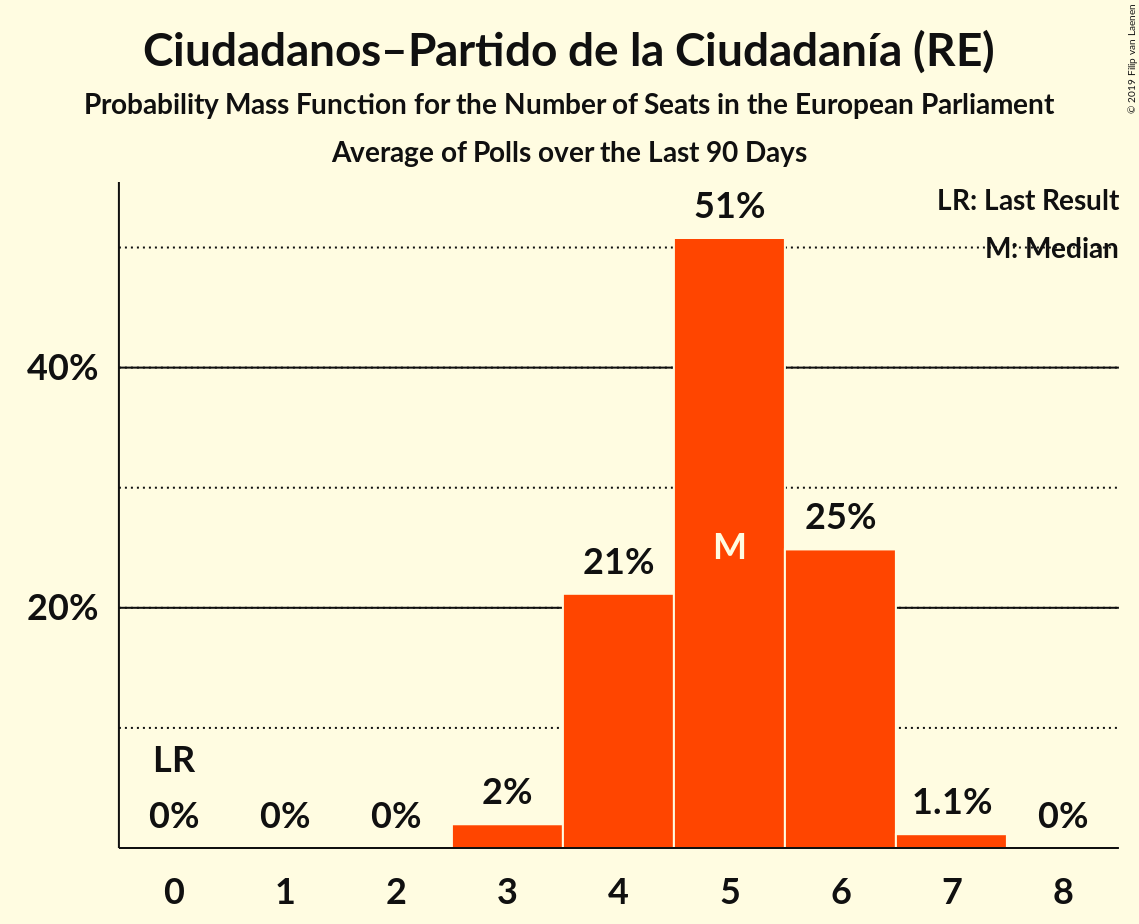 Ciudadanos–Partido de la Ciudadanía (RE)
Probability Mass Function for the Number of Seats in the European Parliament
Average of Polls over the Last 90 Days
© 2019 Filip van Laenen
LR: Last Result
M: Median
51%
40%
25%
M
21%
20%
LR
2%
1.1%
0% 0% 0% 0%
0 1 2 3 4 5 6 7 8